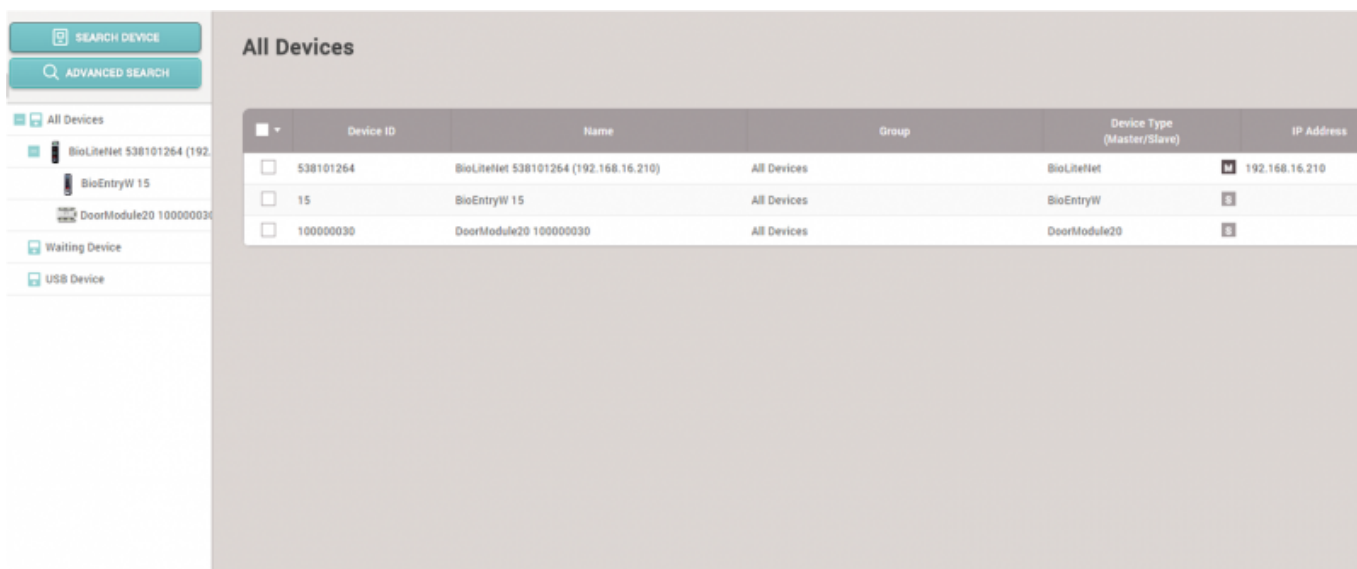 SEARCH DEVICE
ADVANCED SEARCH
All Devices
BioLiteNet 538101264 (192.
BioEntryW 15
DoorModule20 10000003
Waiting Device
USB Device
All Devices
Device ID Name Group Device Type (Master/Slave) IP Address
538101264 BioLiteNet 538101264 (192.168.16.210) All Devices BioLiteNet M 192.168.16.210
15 BioEntryW 15 All Devices BioEntryW S
100000030 DoorModule20 100000030 All Devices DoorModule20 S